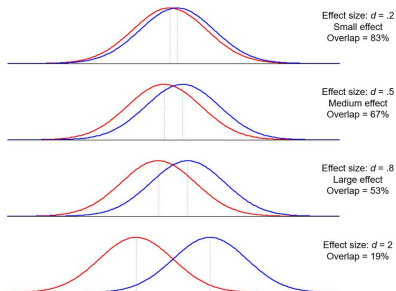 Effect size: d = .2
Small effect
Overlap = 83%
Effect size: d = .5
Medium effect
Overlap = 67%
Effect size: d = .8
Large effect
Overlap = 53%
Effect size: d = 2
Overlap = 19%